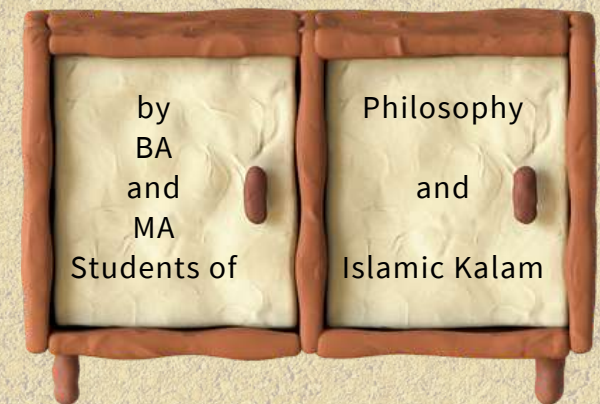 by
BA
and
MA
Students of
Philosophy
and
Islamic Kalam